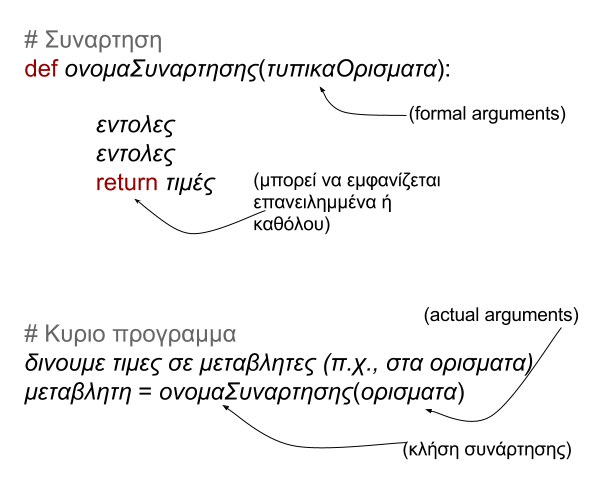 # Συναρτηση
def ονομαΣυναρτησης(τυπικαΟρισματα):
(formal arguments)
εντολες
εντολες
return τιμές
(μπορεί να εμφανίζεται
επανειλημμένα ή
καθόλου)
(actual arguments)
# Κυριο προγραμμα
δινουμε τιμες σε μεταβλητες (π.χ., στα ορισματα)
μεταβλητη = ονομαΣυναρτησης(ορισματα)
(κλήση συνάρτησης)